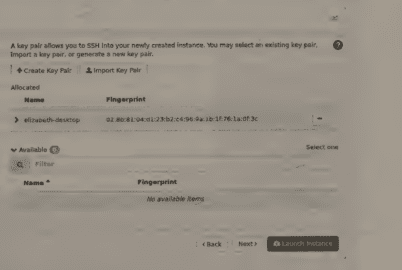 A key pair allows you to SSH into your newly created instance. You may select an existing key pair,
import a key pair, or generate a new key pair.
+ Create Key Pair Import Key Pair
Allocated
Name Fingerprint
elizabeth-desktop
Available 0 Select one
Filter
Name Fingerprint
No available items
< Back Next > Launch Instance